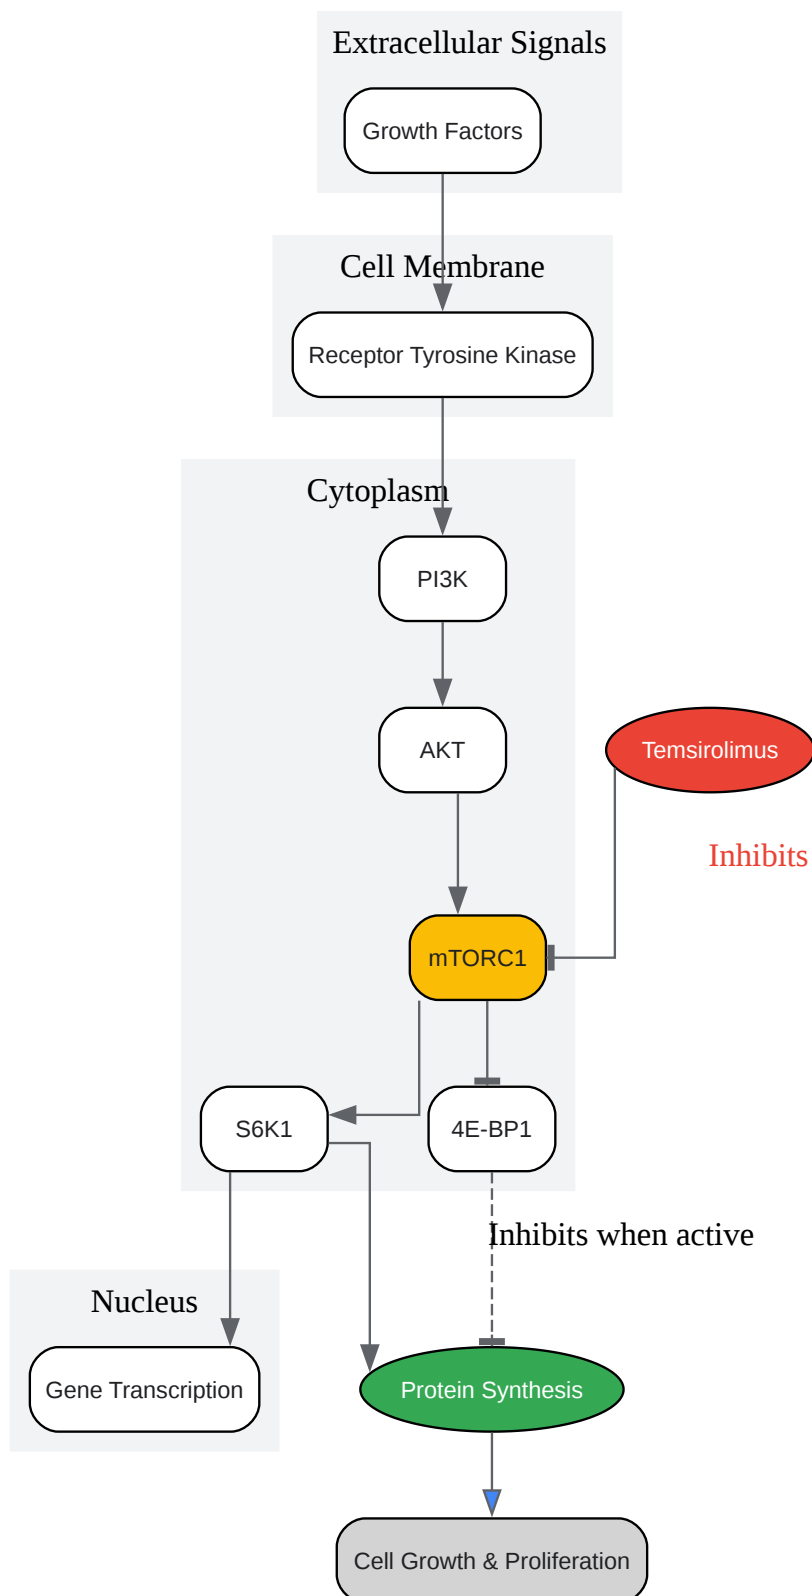 Extracellular Signals
Growth Factors
Cell Membrane
Receptor Tyrosine Kinase
Cytoplasm
PI3K
AKT
Temsirolimus
Inhibits
mTORC1
S6K1
4E-BP1
Inhibits when active
Nucleus
Gene Transcription
Protein Synthesis
Cell Growth & Proliferation